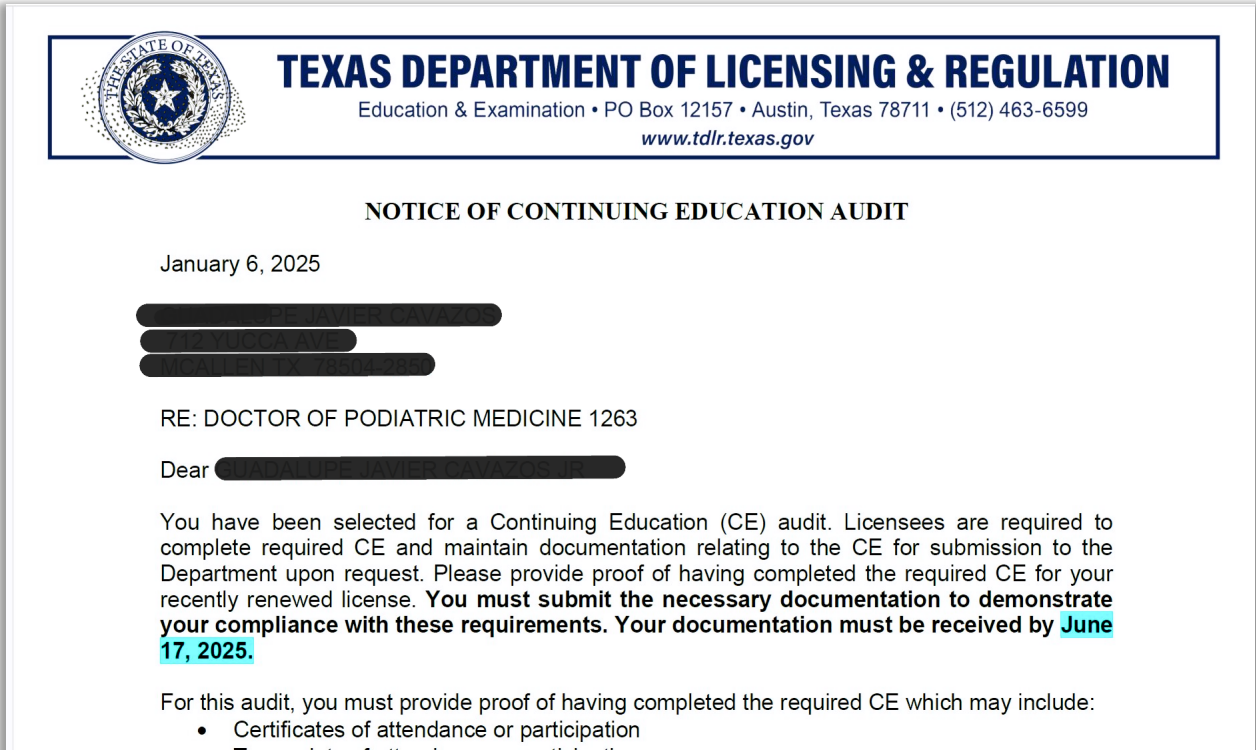 THE STATE OF TEXAS
TEXAS DEPARTMENT OF LICENSING & REGULATION
Education & Examination • PO Box 12157 • Austin, Texas 78711 • (512) 463-6599
www.tdlr.texas.gov
NOTICE OF CONTINUING EDUCATION AUDIT
January 6, 2025
RE: DOCTOR OF PODIATRIC MEDICINE 1263
Dear
You have been selected for a Continuing Education (CE) audit. Licensees are required to
complete required CE and maintain documentation relating to the CE for submission to the
Department upon request. Please provide proof of having completed the required CE for your
recently renewed license. You must submit the necessary documentation to demonstrate
your compliance with these requirements. Your documentation must be received by June
17, 2025.
For this audit, you must provide proof of having completed the required CE which may include:
• Certificates of attendance or participation